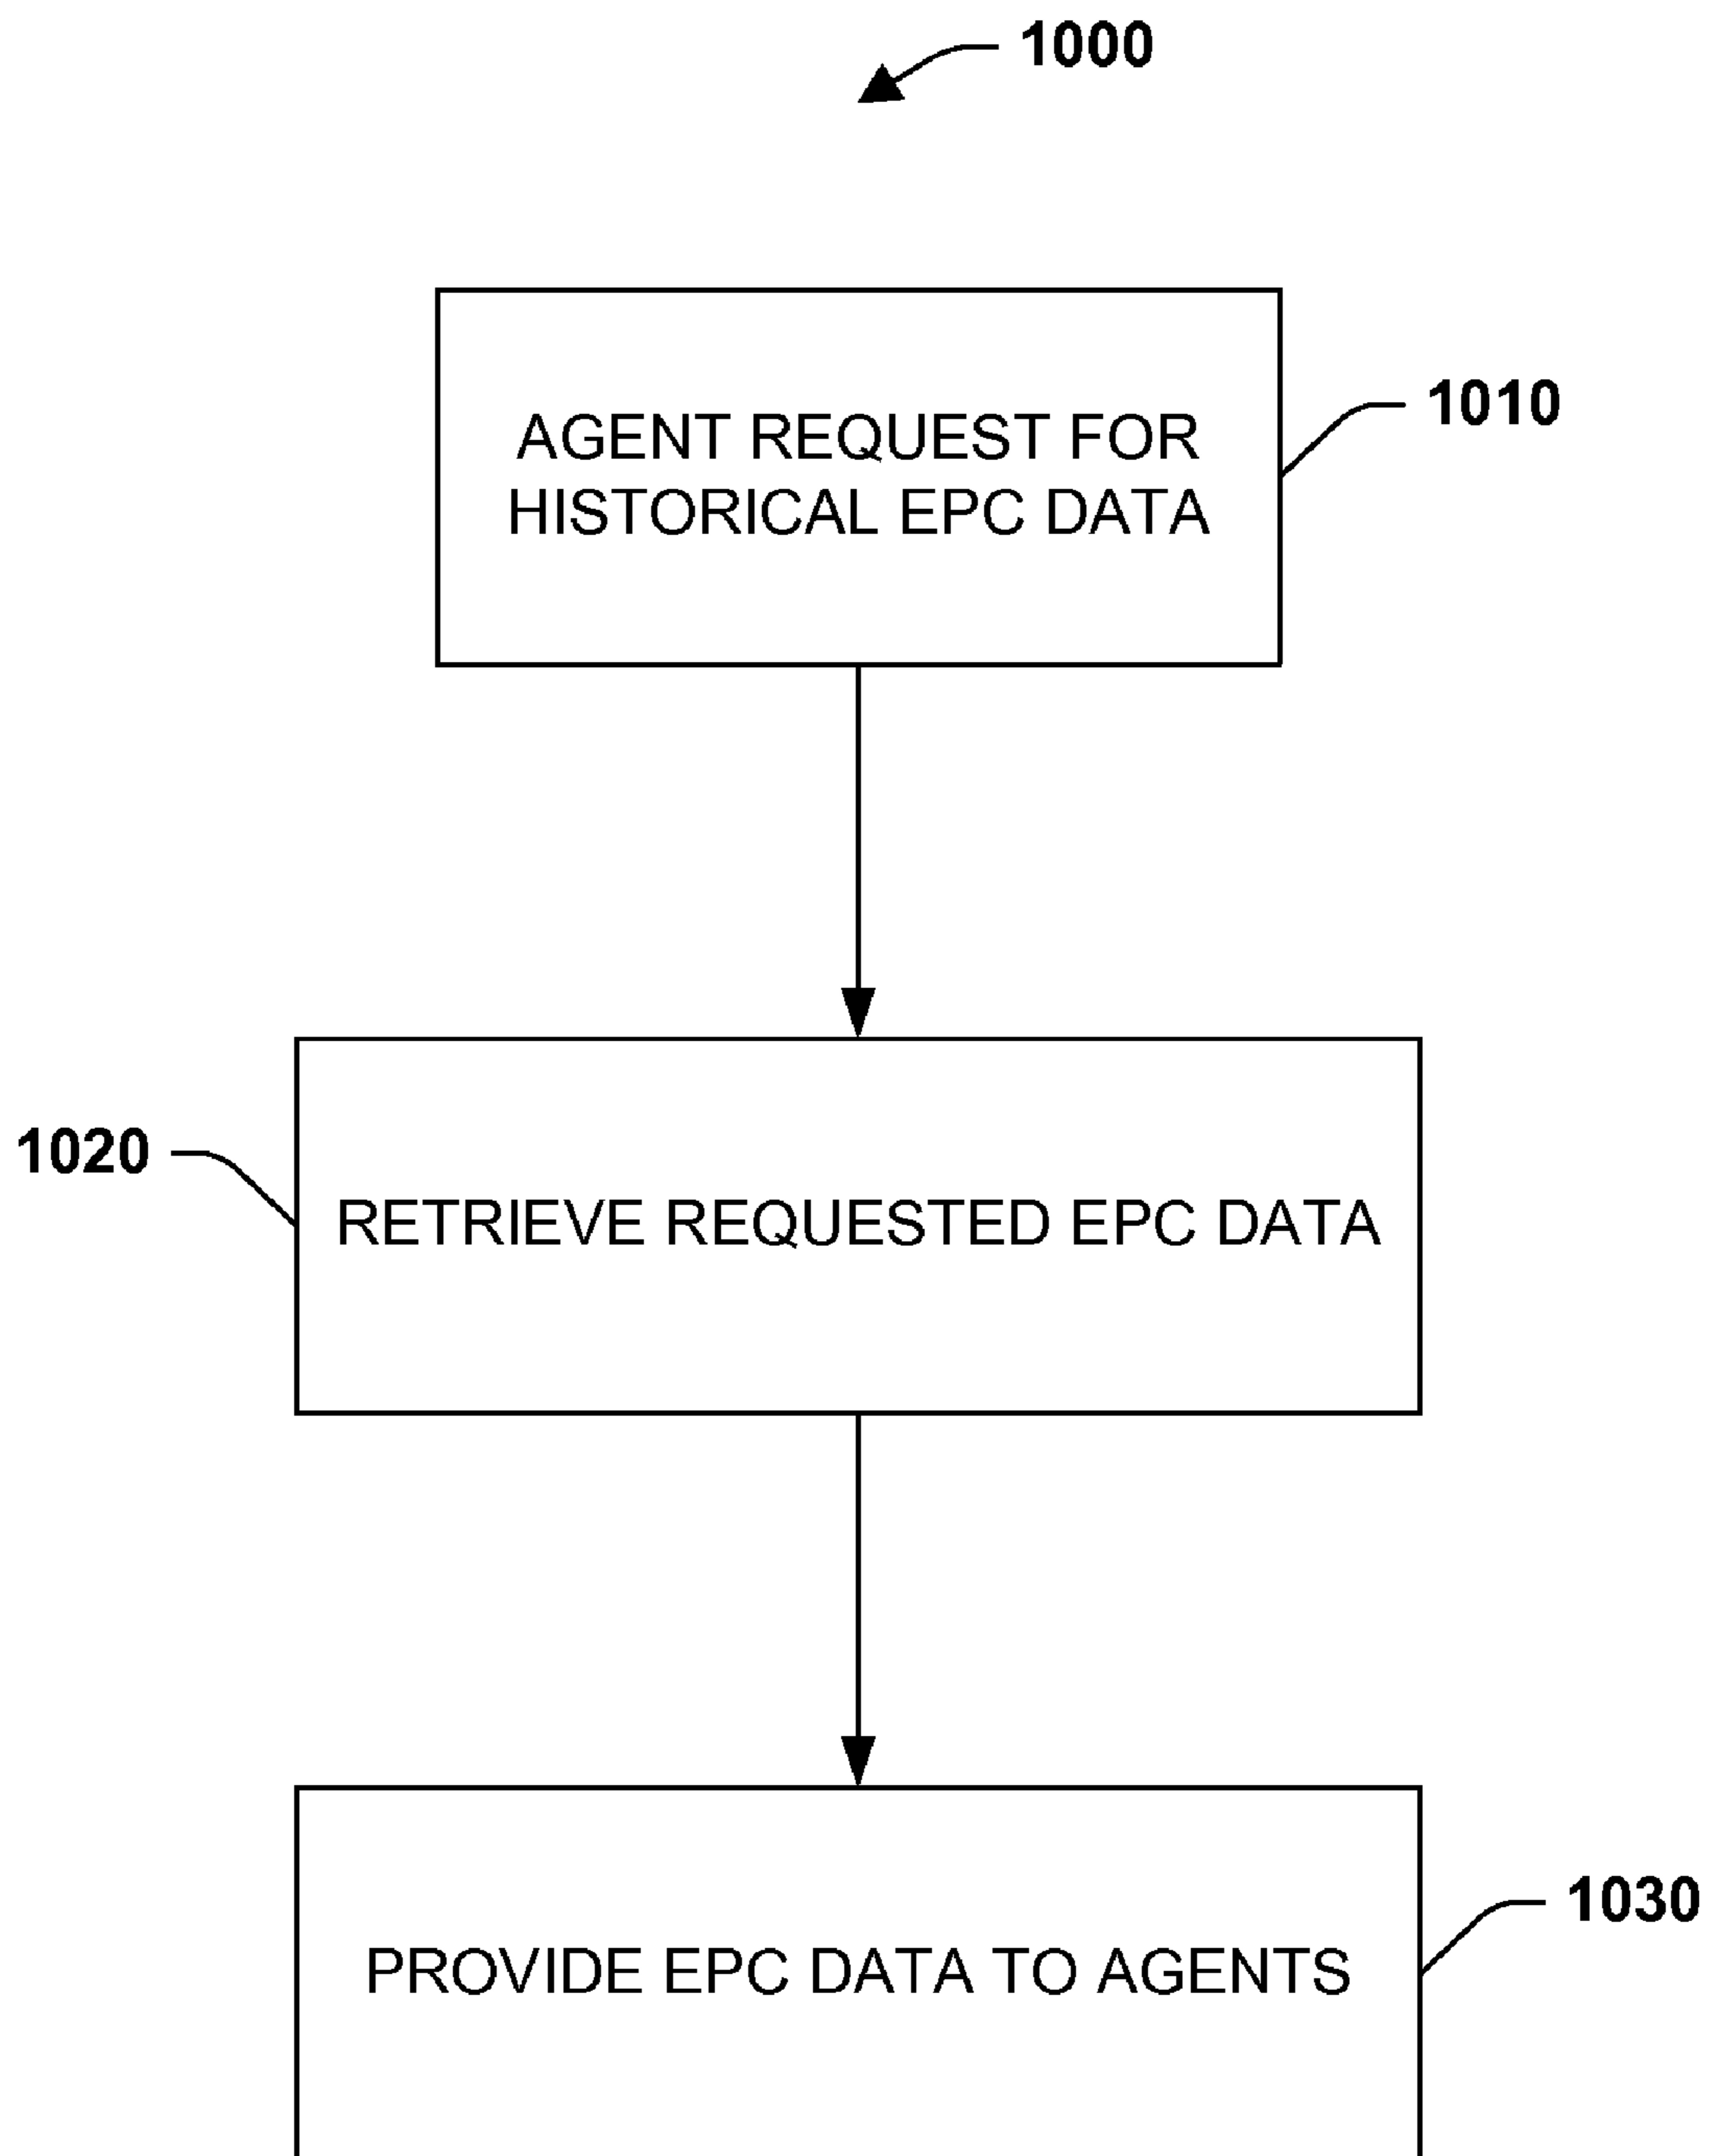 1000
AGENT REQUEST FOR
HISTORICAL EPC DATA
1010
1020
RETRIEVE REQUESTED EPC DATA
PROVIDE EPC DATA TO AGENTS
1030